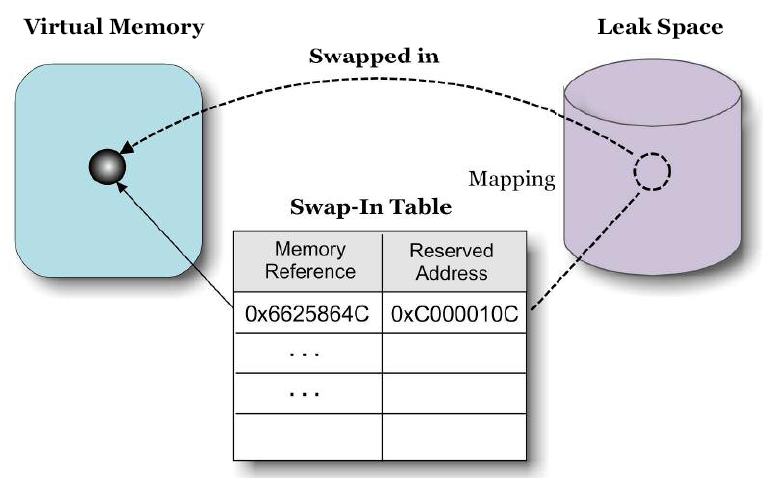 Virtual Memory
Leak Space
Swapped in
Mapping
Swap-In Table
Memory Reference
Reserved Address
0x6625864C 0xC000010C
...
...